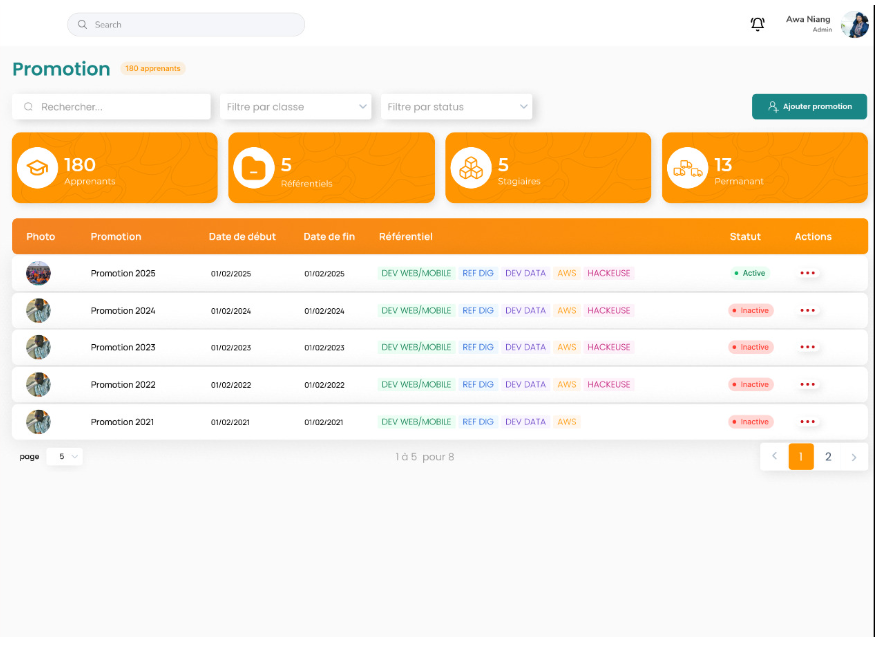 Search
Awa Niang
Admin
Promotion 180 apprenants
Rechercher... Filtre par classe Filtre par status Ajouter promotion
180
Apprenants
5
Référentiels
5
Stagiaires
13
Permanant
Photo Promotion Date de début Date de fin Référentiel Statut Actions
Promotion 2025 01/02/2025 01/02/2025 DEV WEB/MOBILE REF DIG DEV DATA AWS HACKEUSE Active
Promotion 2024 01/02/2024 01/02/2024 DEV WEB/MOBILE REF DIG DEV DATA AWS HACKEUSE Inactive
Promotion 2023 01/02/2023 01/02/2023 DEV WEB/MOBILE REF DIG DEV DATA AWS HACKEUSE Inactive
Promotion 2022 01/02/2022 01/02/2022 DEV WEB/MOBILE REF DIG DEV DATA AWS HACKEUSE Inactive
Promotion 2021 01/02/2021 01/02/2021 DEV WEB/MOBILE REF DIG DEV DATA AWS Inactive
page 5 1 à 5 pour 8 1 2